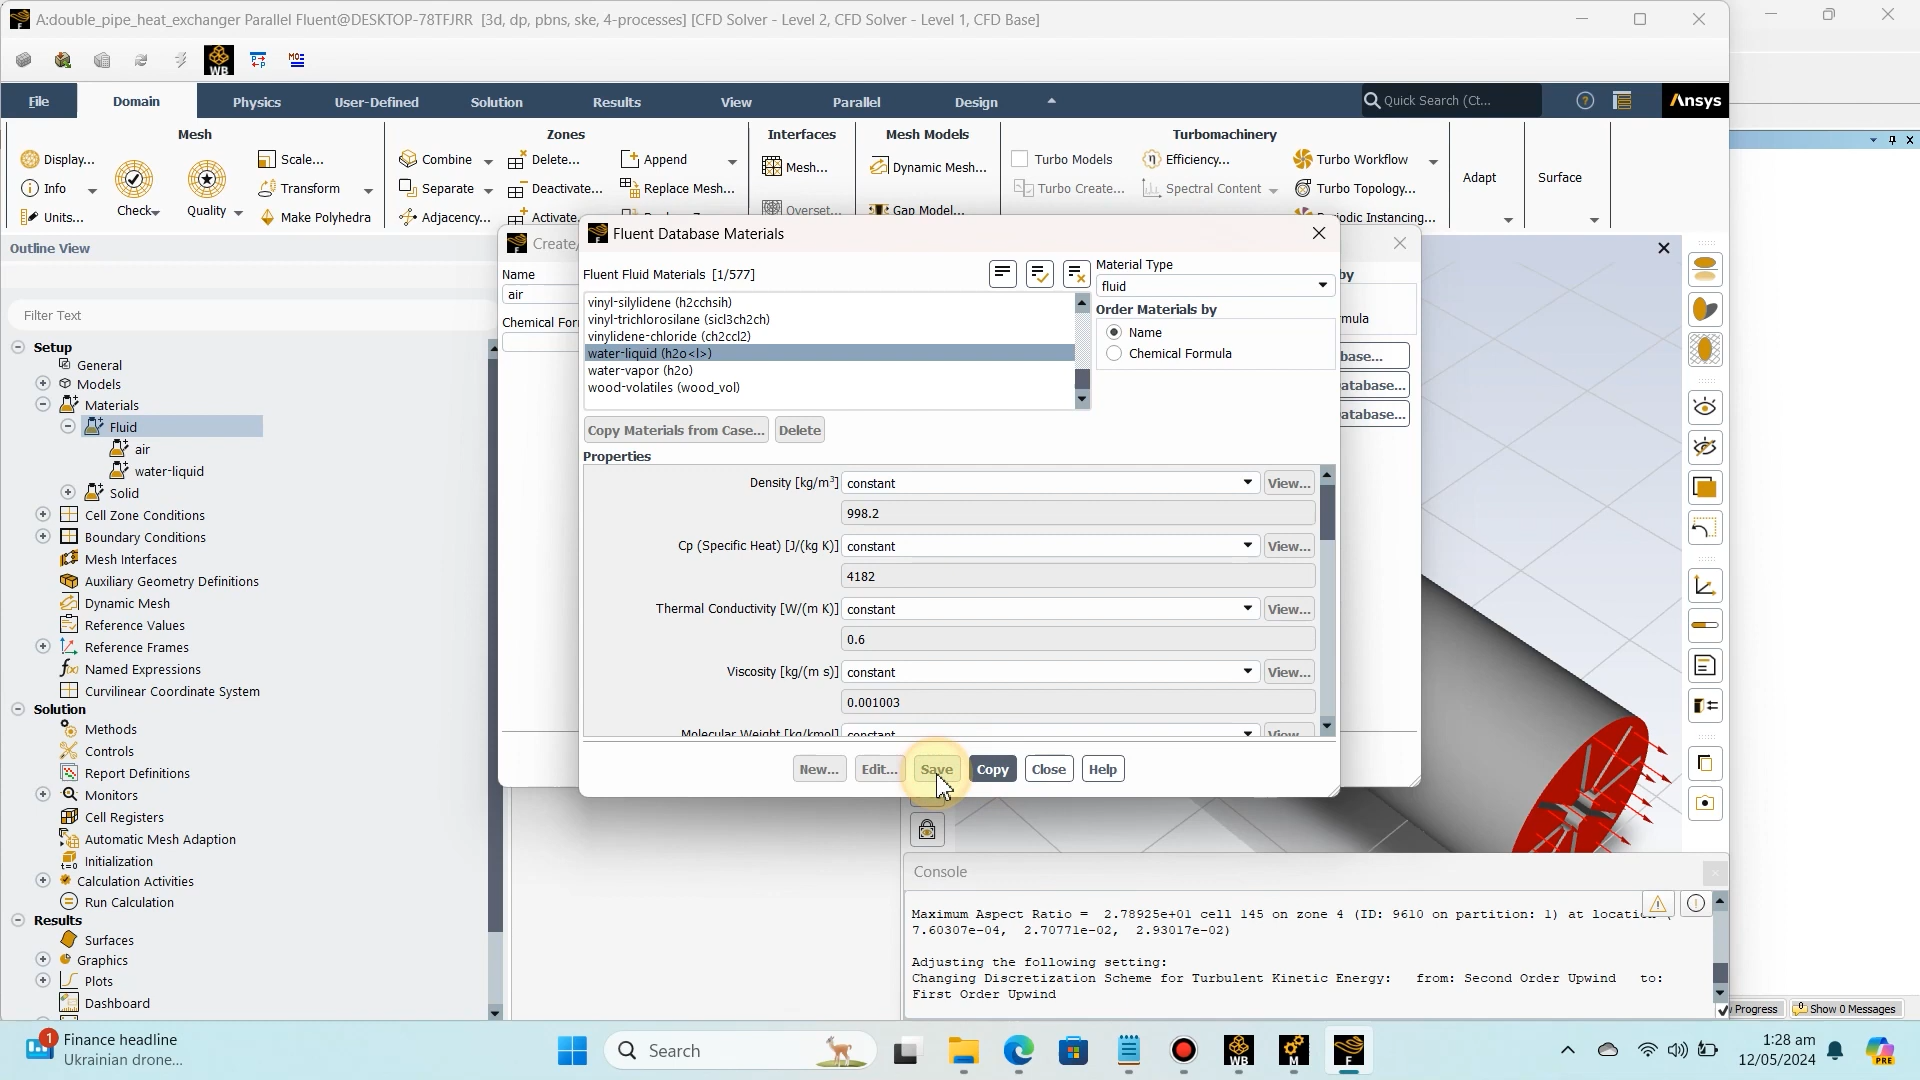 A:double_pipe_heat_exchanger Parallel Fluent@DESKTOP-78TFJRR [3d, dp, pbns, ske, 4-processes] [CFD Solver - Level 2, CFD Solver - Level 1, CFD Base]
File Domain Physics User-Defined Solution Results View Parallel Design Quick Search (Ct... Ansys
Mesh Zones Interfaces Mesh Models Turbomachinery
Display... Scale... Combine Delete... Append Mesh... Dynamic Mesh... Turbo Models Efficiency... Turbo Workflow Adapt Surface
Info Check Quality Transform Separate Deactivate... Replace Mesh... Turbo Create... Spectral Content Turbo Topology...
Units... Make Polyhedra Adjacency... Activate... Overset... Gap Model... Periodic Instancing...
Outline View
Filter Text
Setup
General
Models
Materials
Fluid
air
water-liquid
Solid
Cell Zone Conditions
Boundary Conditions
Mesh Interfaces
Auxiliary Geometry Definitions
Dynamic Mesh
Reference Values
Reference Frames
Named Expressions
Curvilinear Coordinate System
Solution
Methods
Controls
Report Definitions
Monitors
Cell Registers
Automatic Mesh Adaption
Initialization
Calculation Activities
Run Calculation
Results
Surfaces
Graphics
Plots
Dashboard
Create/
Name
air
Chemical For
by
mula
base...
atabase...
atabase...
Fluent Database Materials
Fluent Fluid Materials [1/577]
vinyl-silylidene (h2cchsih)
vinyl-trichlorosilane (sicl3ch2ch)
vinylidene-chloride (ch2ccl2)
water-liquid (h2o<l>)
water-vapor (h2o)
wood-volatiles (wood_vol)
Material Type
fluid
Order Materials by
Name
Chemical Formula
Copy Materials from Case... Delete
Properties
Density [kg/m³] constant View...
998.2
Cp (Specific Heat) [J/(kg K)] constant View...
4182
Thermal Conductivity [W/(m K)] constant View...
0.6
Viscosity [kg/(m s)] constant View...
0.001003
Molecular Weight [kg/kmol] constant View...
New... Edit... Save Copy Close Help
Console
Maximum Aspect Ratio = 2.78925e+01 cell 145 on zone 4 (ID: 9610 on partition: 1) at location (
7.60307e-04, 2.70771e-02, 2.93017e-02)
Adjusting the following setting:
Changing Discretization Scheme for Turbulent Kinetic Energy: from: Second Order Upwind to:
First Order Upwind
Progress Show 0 Messages
1 Finance headline
Ukrainian drone...
WB
Search
WB M F
1:28 am
12/05/2024
PRE